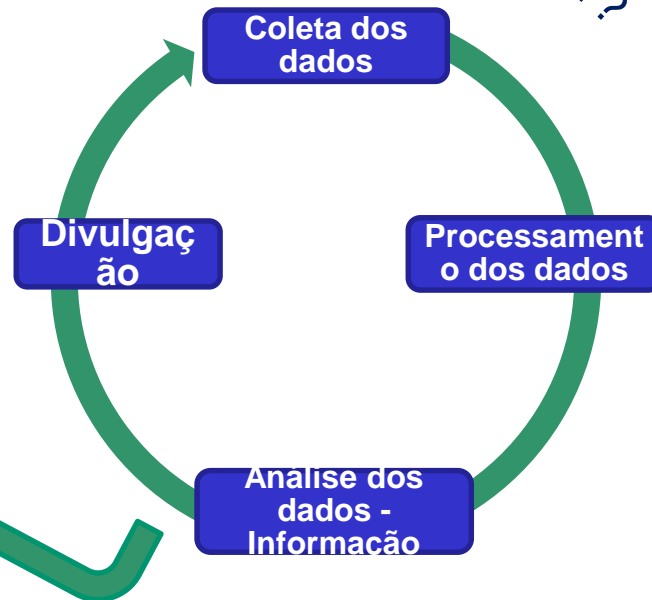 ?
Coleta dos
dados
Divulgaç
ão
Processament
o dos dados
Análise dos
dados -
Informação